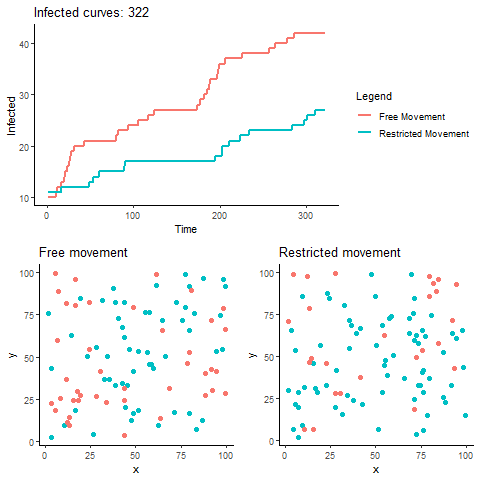 Infected curves: 322
40
30
20
10
Infected
0
100
200
300
Time
Legend
Free Movement
Restricted Movement
Free movement
100
75
50
25
0
y
0
25
50
75
100
x
Restricted movement
100
75
50
25
0
y
0
25
50
75
100
x